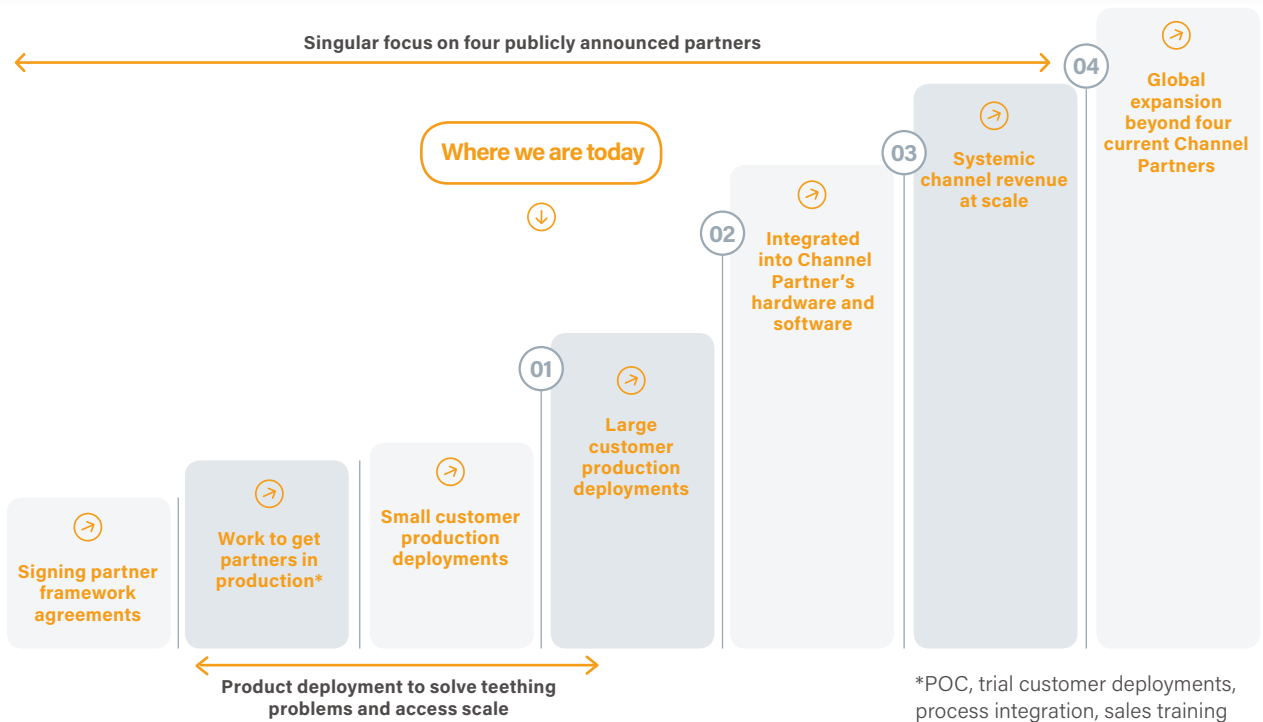 Singular focus on four publicly announced partners
Where we are today
Signing partner
framework
agreements
Work to get
partners in
production*
Small customer
production
deployments
01
Large
customer
production
deployments
02
Integrated
into Channel
Partner's
hardware and
software
03
Systemic
channel revenue
at scale
04
Global
expansion
beyond four
current Channel
Partners
Product deployment to solve teething
problems and access scale
*POC, trial customer deployments,
process integration, sales training